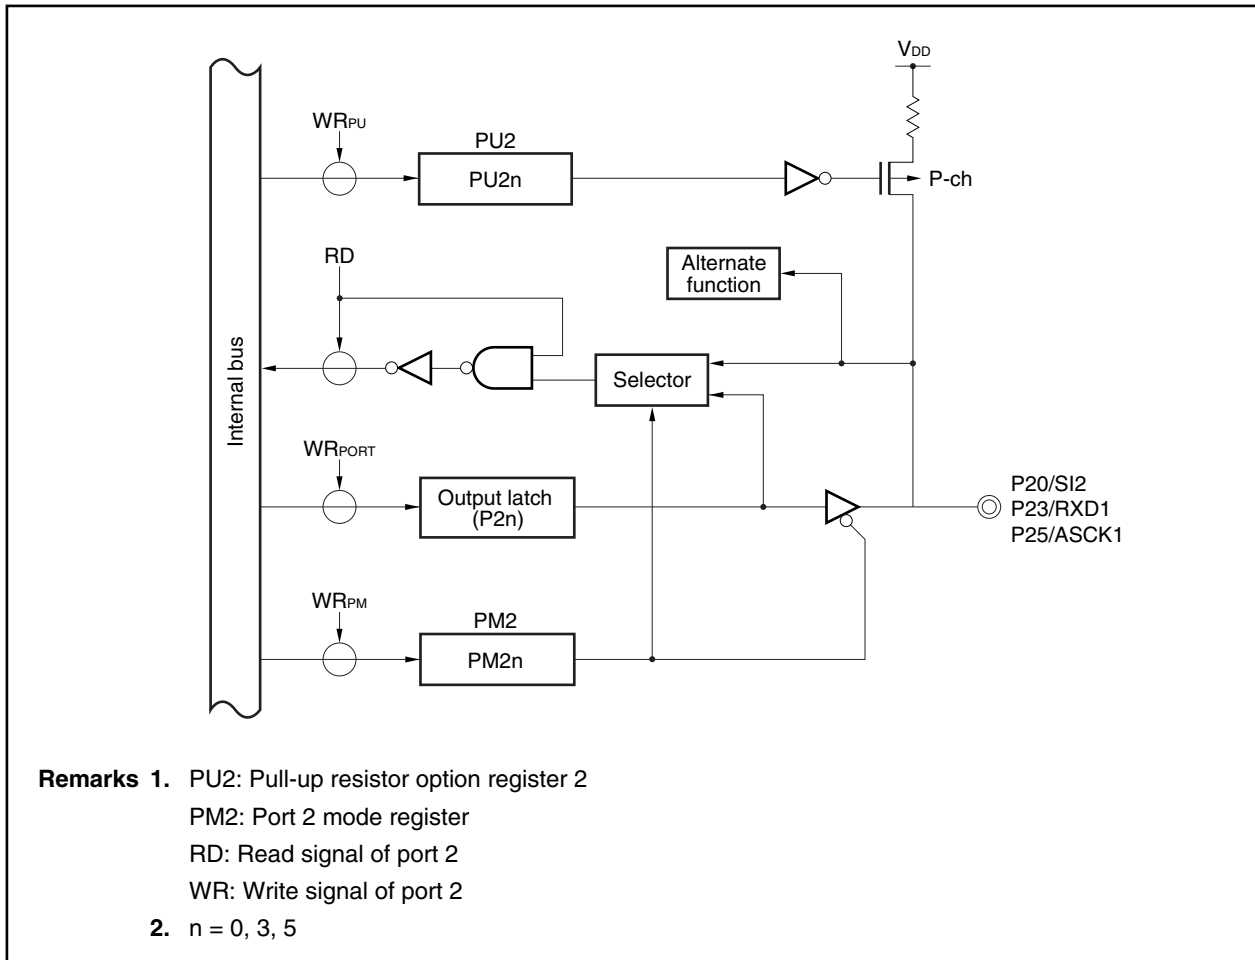 VDD
WRPU
PU2
PU2n
P-ch
RD
Alternate
function
Internal bus
Selector
WRPORT
Output latch
(P2n)
P20/SI2
P23/RXD1
P25/ASCK1
WRPM
PM2
PM2n
Remarks 1. PU2: Pull-up resistor option register 2
PM2: Port 2 mode register
RD: Read signal of port 2
WR: Write signal of port 2
2. n = 0, 3, 5